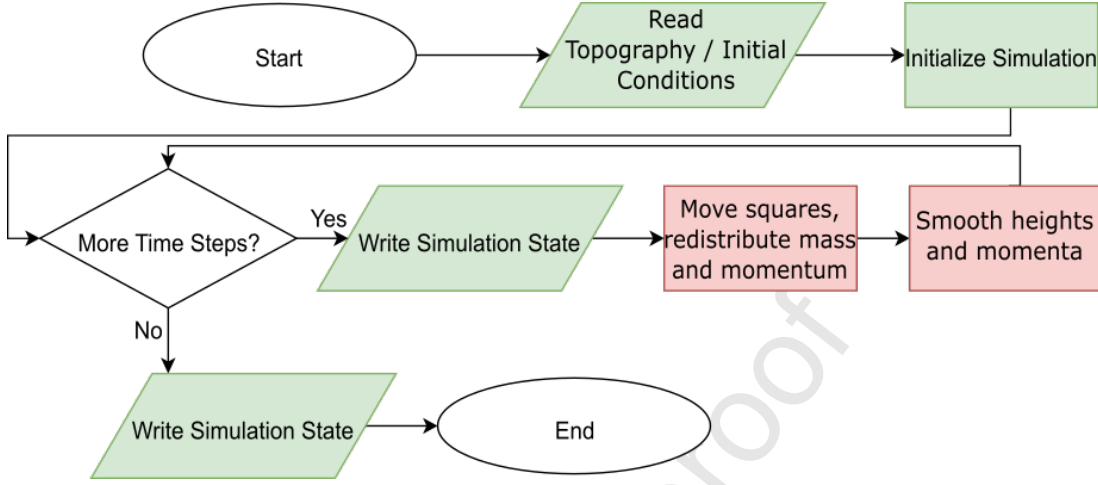 Start
Read
Topography / Initial
Conditions
Initialize Simulation
More Time Steps?
Yes
Write Simulation State
Move squares,
redistribute mass
and momentum
Smooth heights
and momenta
No
Write Simulation State
End
roof